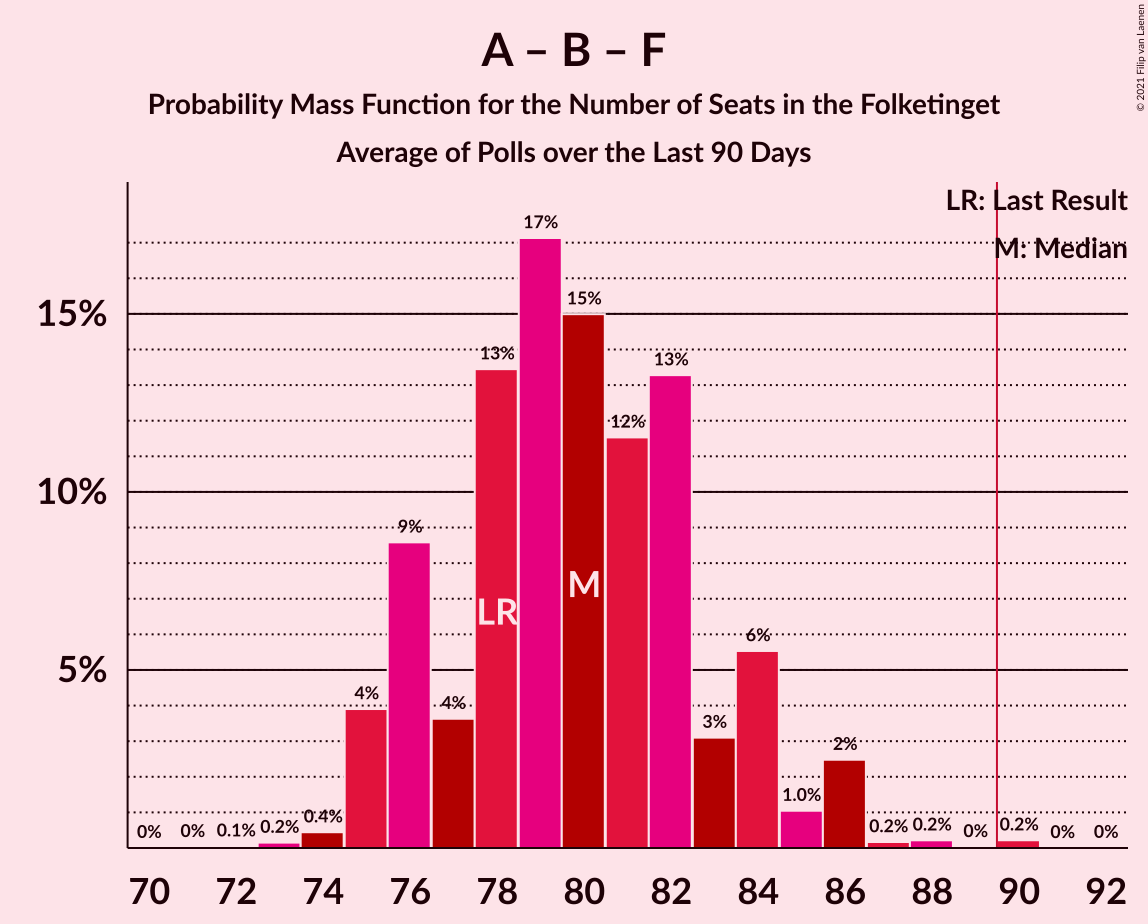 A – B – F
Probability Mass Function for the Number of Seats in the Folketinget
Average of Polls over the Last 90 Days
© 2021 Filip van Laenen
LR: Last Result
M: Median
17%
15%
15%
13%
13%
12%
10%
9%
LR
M
6%
5%
4%
4%
3%
2%
0%
0%
0.1%
0.2%
0.4%
1.0%
0.2%
0.2%
0%
0.2%
0%
0%
70 72 74 76 78 80 82 84 86 88 90 92